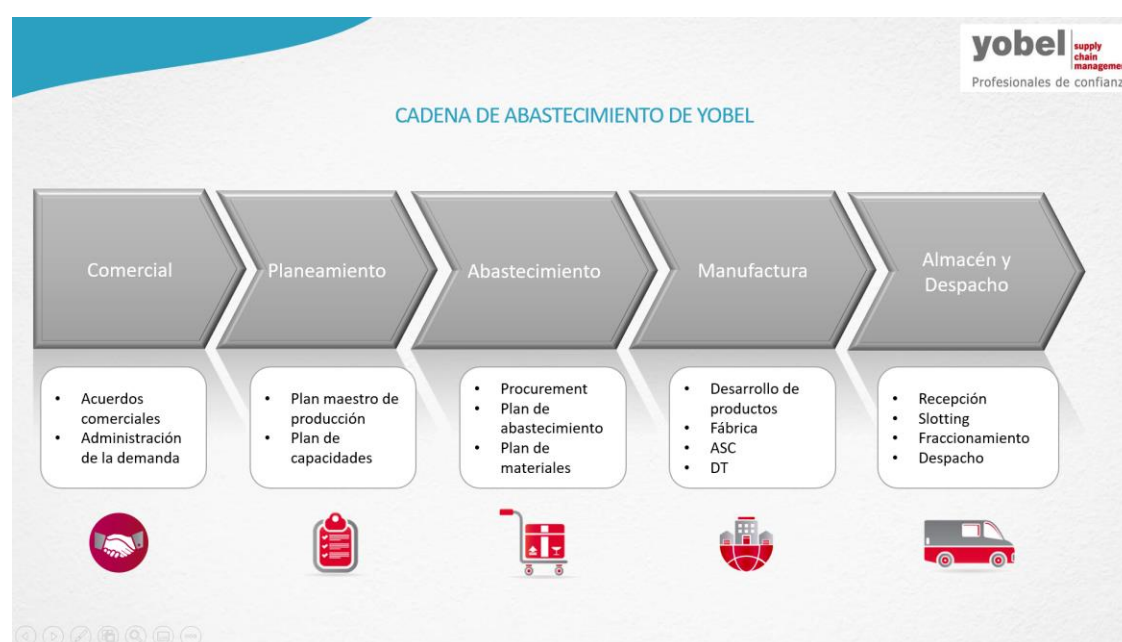 yobel supply
chain
managemen
Profesionales de confianz
CADENA DE ABASTECIMIENTO DE YOBEL
Comercial
Planeamiento
Abastecimiento
Manufactura
Almacén y
Despacho
• Acuerdos
comerciales
• Administración
de la demanda
• Plan maestro de
producción
• Plan de
capacidades
• Procurement
• Plan de
abastecimiento
• Plan de
materiales
• Desarrollo de
productos
• Fábrica
• ASC
• DT
• Recepción
• Slotting
• Fraccionamiento
• Despacho